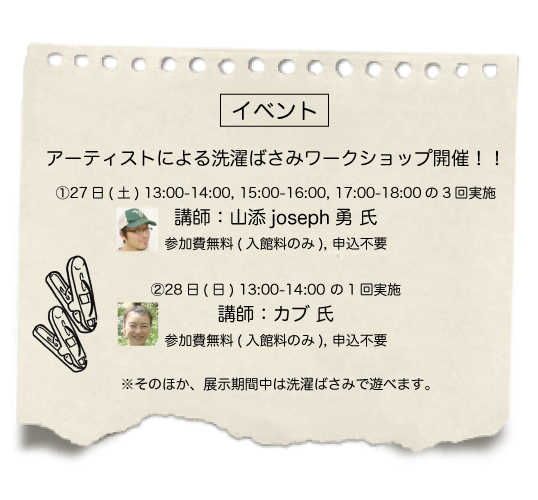 イベント
アーティストによる洗濯ばさみワークショップ開催！！
①27日(土) 13:00-14:00, 15:00-16:00, 17:00-18:00の3回実施
講師：山添joseph勇 氏
参加費無料(入館料のみ), 申込不要
②28日(日) 13:00-14:00の1回実施
講師：カブ 氏
参加費無料(入館料のみ), 申込不要
※そのほか、展示期間中は洗濯ばさみで遊べます。